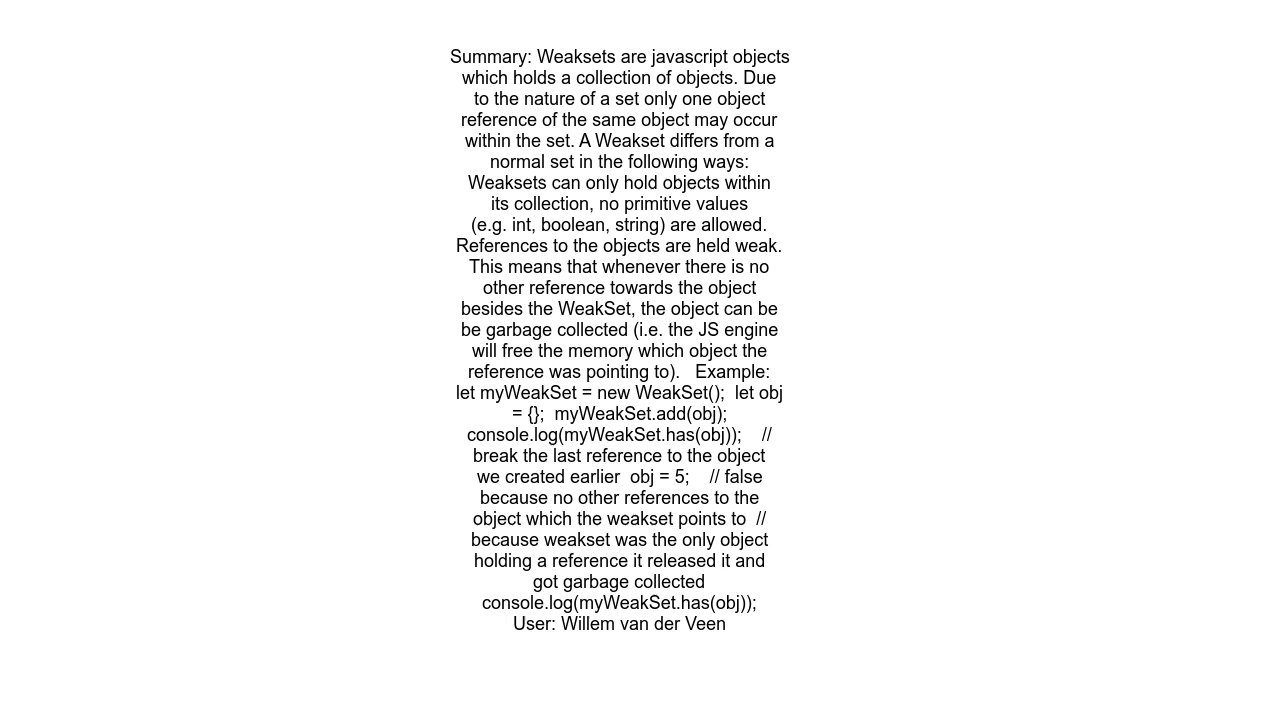 Summary: Weaksets are javascript objects
which holds a collection of objects. Due
to the nature of a set only one object
reference of the same object may occur
within the set. A Weakset differs from a
normal set in the following ways:
Weaksets can only hold objects within
its collection, no primitive values
(e.g. int, boolean, string) are allowed.
References to the objects are held weak.
This means that whenever there is no
other reference towards the object
besides the WeakSet, the object can be
be garbage collected (i.e. the JS engine
will free the memory which object the
reference was pointing to).   Example:
let myWeakSet = new WeakSet();  let obj
= {};  myWeakSet.add(obj);
console.log(myWeakSet.has(obj));    //
break the last reference to the object
we created earlier  obj = 5;    // false
because no other references to the
object which the weakset points to  //
because weakset was the only object
holding a reference it released it and
got garbage collected
console.log(myWeakSet.has(obj));
User: Willem van der Veen